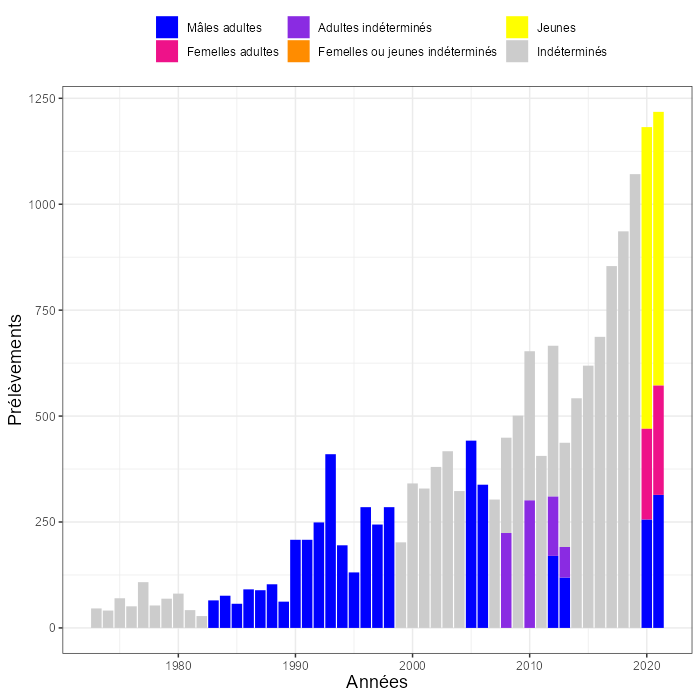 Mâles adultes
Adultes indéterminés
Jeunes
Femelles adultes
Femelles ou jeunes indéterminés
Indéterminés
1250
1000
750
500
250
0
Prélèvements
1980
1990
2000
2010
2020
Années